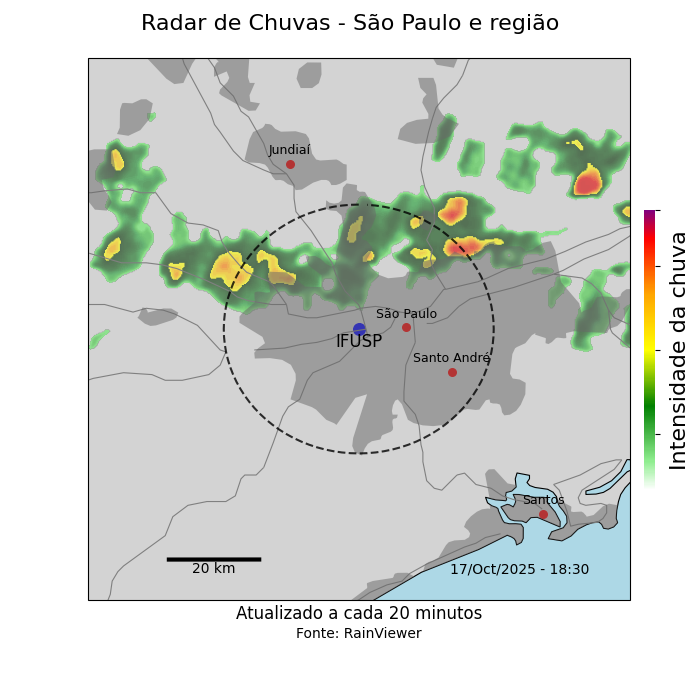 Radar de Chuvas - São Paulo e região
Jundiaí
São Paulo
IFUSP
Santo André
Santos
20 km
17/Oct/2025 - 18:30
Intensidade da chuva
Atualizado a cada 20 minutos
Fonte: RainViewer